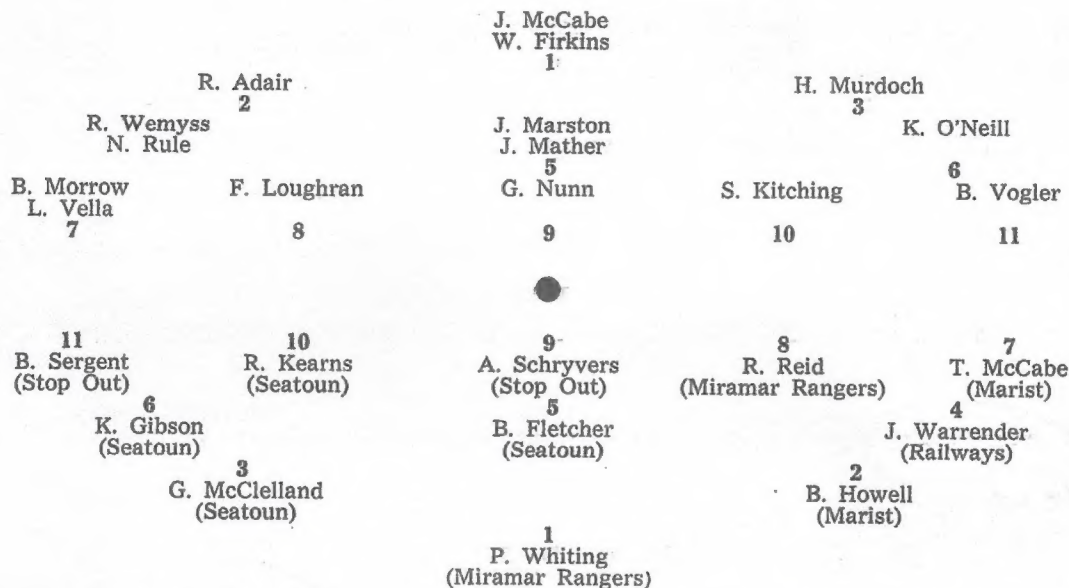 J. McCabe
W. Firkins
1
R. Adair
2
H. Murdoch
3
R. Wemyss
N. Rule
J. Marston
J. Mather
5
K. O'Neill
6
B. Morrow
L. Vella
7
F. Loughran
8
G. Nunn
9
S. Kitching
10
B. Vogler
11
11
B. Sergent
(Stop Out)
10
R. Kearns
(Seatoun)
9
A. Schryvers
(Stop Out)
8
R. Reid
(Miramar Rangers)
7
T. McCabe
(Marist)
6
K. Gibson
(Seatoun)
5
B. Fletcher
(Seatoun)
4
J. Warrender
(Railways)
3
G. McClelland
(Seatoun)
2
B. Howell
(Marist)
1
P. Whiting
(Miramar Rangers)